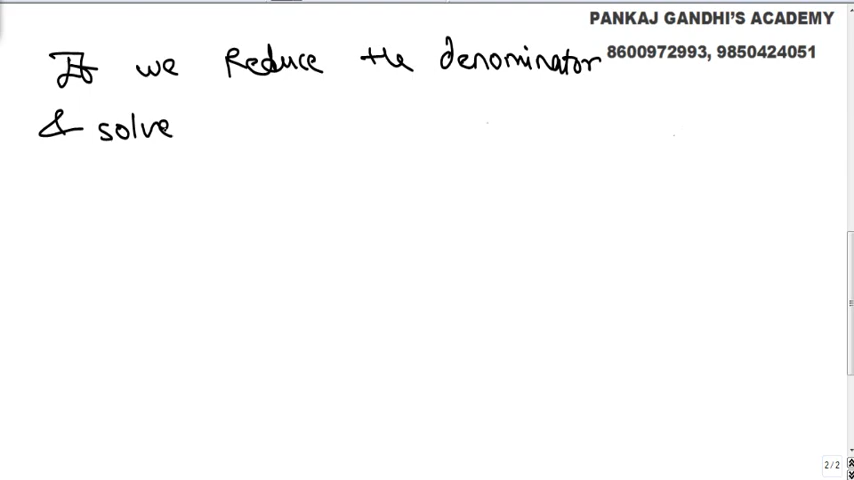 PANKAJ GANDHI'S ACADEMY
If we Reduce the denominator
8600972993, 9850424051
& solve
2/2